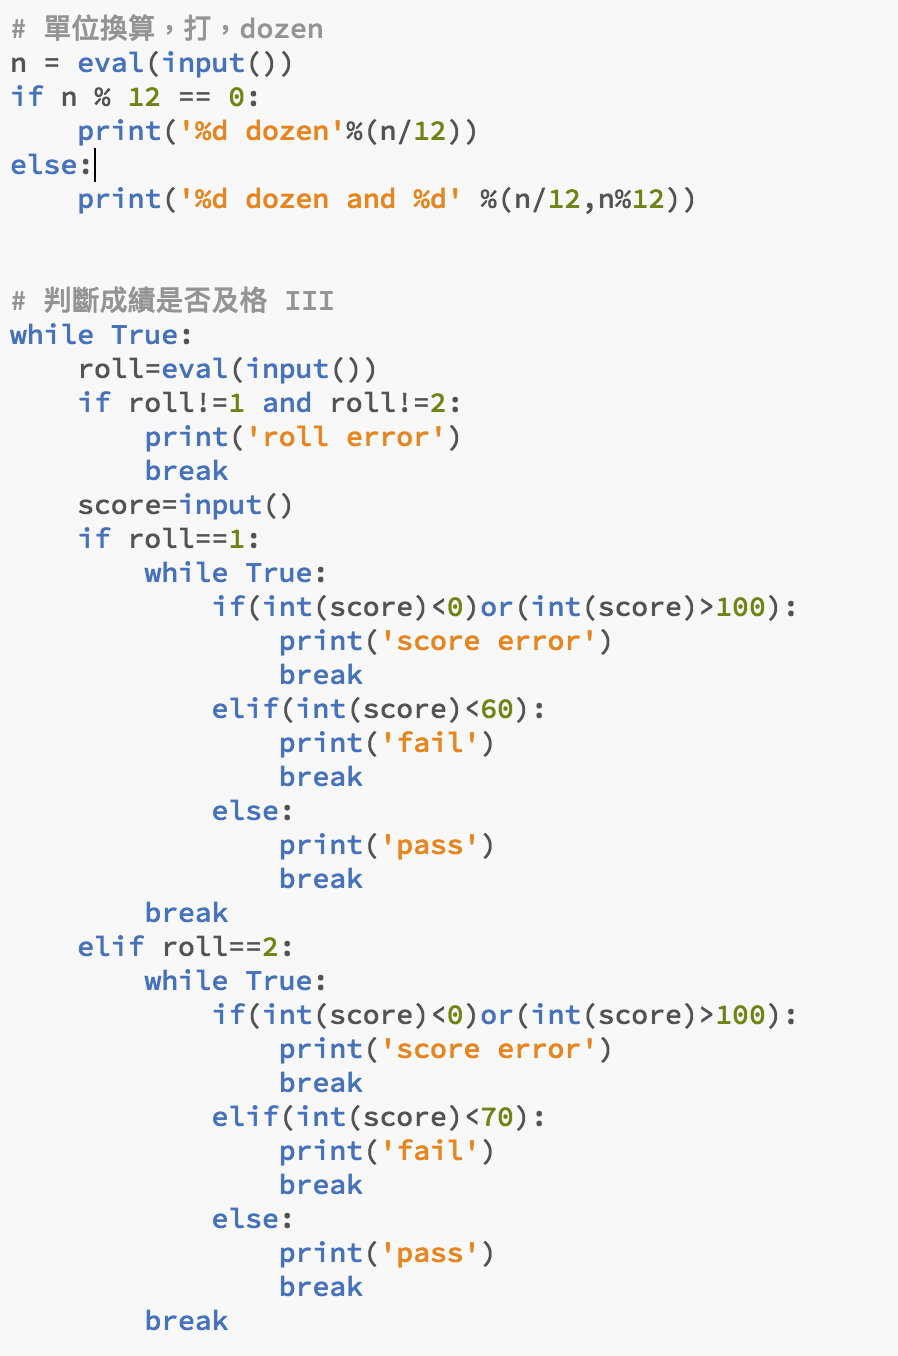 # 單位換算，打，dozen
n = eval(input())
if n % 12 == 0:
    print('%d dozen'%(n/12))
else:
    print('%d dozen and %d' %(n/12,n%12))
# 判斷成績是否及格 III
while True:
    roll=eval(input())
    if roll!=1 and roll!=2:
        print('roll error')
        break
    score=input()
    if roll==1:
        while True:
            if(int(score)<0)or(int(score)>100):
                print('score error')
                break
            elif(int(score)<60):
                print('fail')
                break
            else:
                print('pass')
                break
        break
    elif roll==2:
        while True:
            if(int(score)<0)or(int(score)>100):
                print('score error')
                break
            elif(int(score)<70):
                print('fail')
                break
            else:
                print('pass')
                break
        break